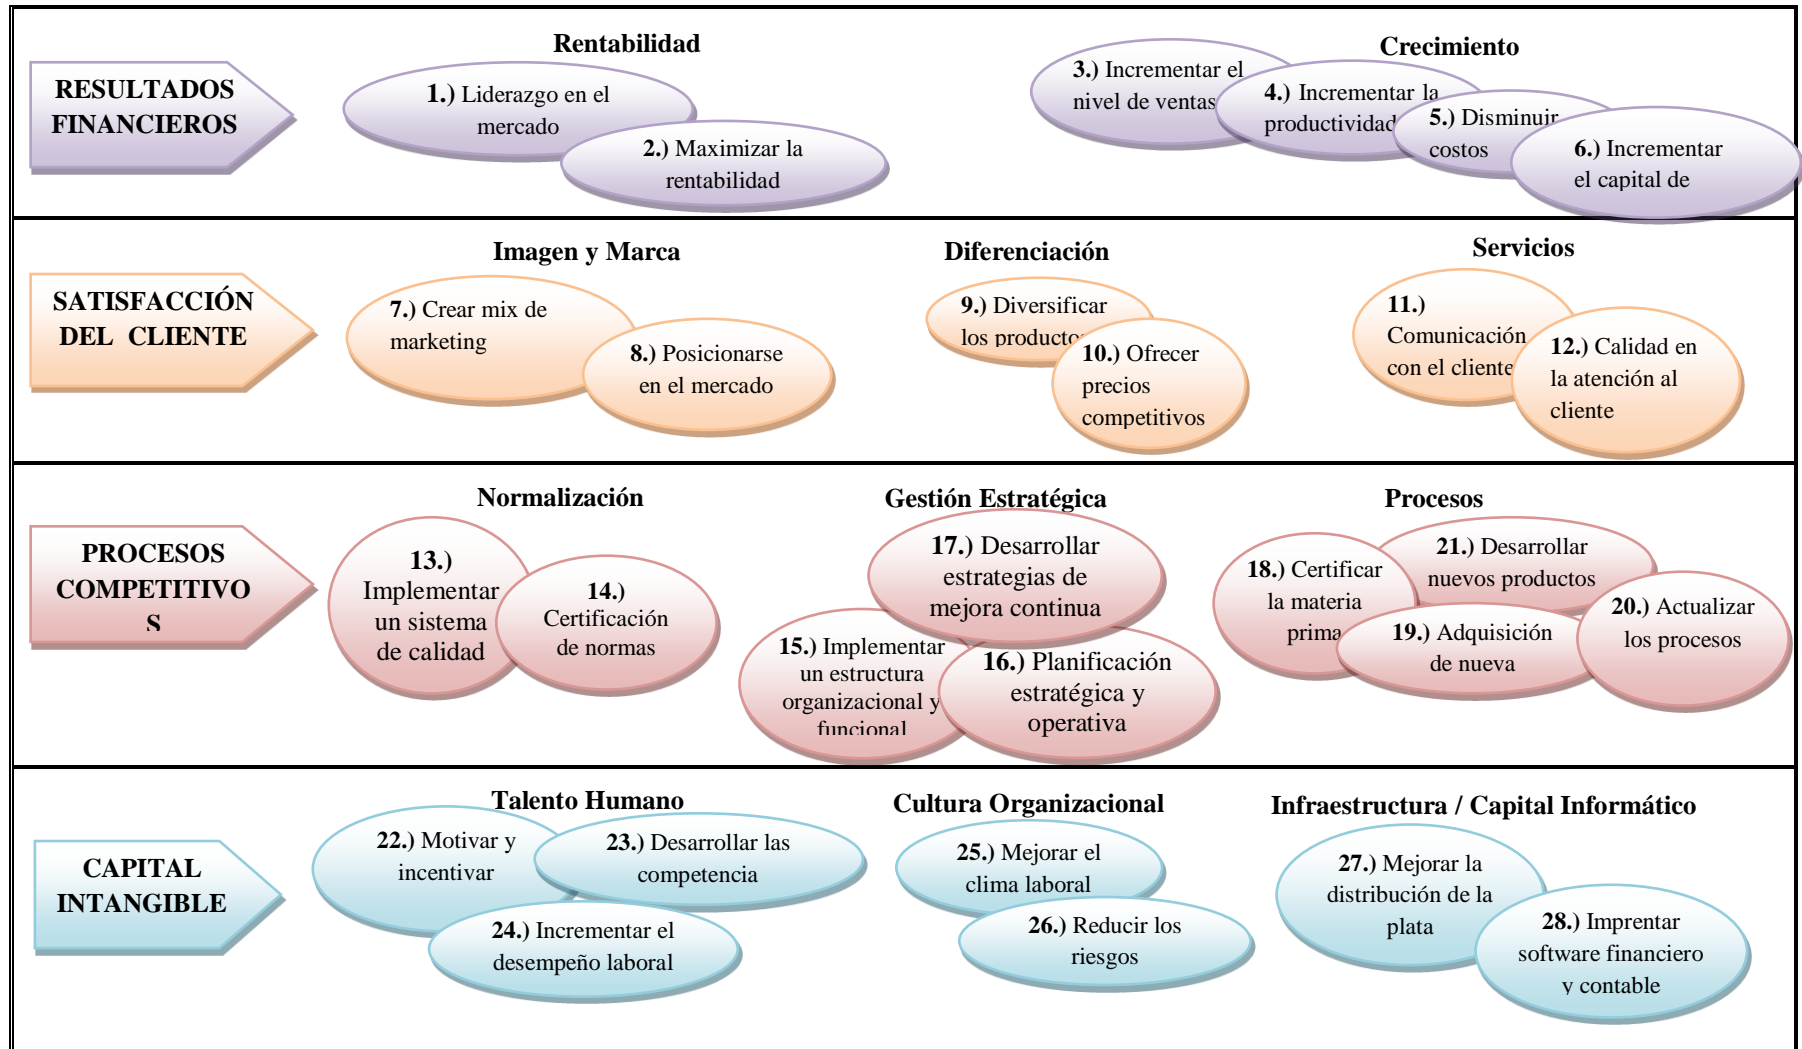 RESULTADOS
FINANCIEROS
Rentabilidad
1.) Liderazgo en el
mercado
2.) Maximizar la
rentabilidad
Crecimiento
3.) Incrementar el
nivel de ventas
4.) Incrementar la
productividad
5.) Disminuir
costos
6.) Incrementar
el capital de
SATISFACCIÓN
DEL CLIENTE
Imagen y Marca
7.) Crear mix de
marketing
8.) Posicionarse
en el mercado
Diferenciación
9.) Diversificar
los productos
10.) Ofrecer
precios
competitivos
Servicios
11.)
Comunicación
con el cliente
12.) Calidad en
la atención al
cliente
PROCESOS
COMPETITIVO
S
Normalización
13.)
Implementar
un sistema
de calidad
14.)
Certificación
de normas
Gestión Estratégica
17.) Desarrollar
estrategias de
mejora continua
15.) Implementar
un estructura
organizacional y
funcional
16.) Planificación
estratégica y
operativa
Procesos
18.) Certificar
la materia
prima
21.) Desarrollar
nuevos productos
19.) Adquisición
de nueva
20.) Actualizar
los procesos
CAPITAL
INTANGIBLE
Talento Humano
22.) Motivar y
incentivar
23.) Desarrollar las
competencia
24.) Incrementar el
desempeño laboral
Cultura Organizacional
25.) Mejorar el
clima laboral
26.) Reducir los
riesgos
Infraestructura / Capital Informático
27.) Mejorar la
distribución de la
plata
28.) Imprentar
software financiero
y contable